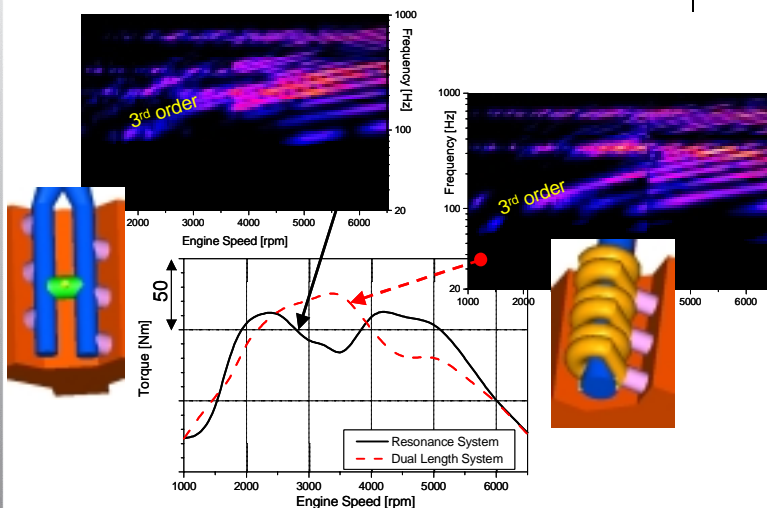 1000
Frequency [Hz]
3rd order
100
20
2000 3000 4000 5000 6000
Engine Speed [rpm]
1000
Frequency [Hz]
3rd order
100
20
1000 2000 5000 6000
50
Torque [Nm]
Resonance System
Dual Length System
1000 2000 3000 4000 5000 6000
Engine Speed [rpm]